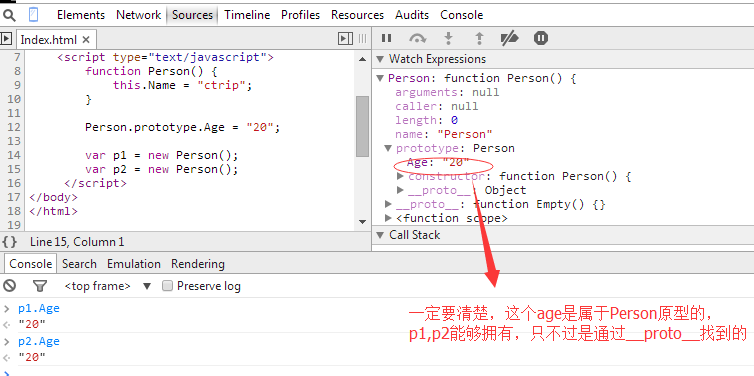 Elements Network Sources Timeline Profiles Resources Audits Console
Index.html ×
7 <script type="text/javascript">
8 function Person() {
9 this.Name = "ctrip";
10 }
11
12 Person.prototype.Age = "20";
13
14 var p1 = new Person();
15 var p2 = new Person();
16 </script>
17 </body>
18 </html>
19
{} Line 15, Column 1
Watch Expressions
Person: function Person() {
arguments: null
caller: null
length: 0
name: "Person"
prototype: Person
Age: "20"
constructor: function Person() {
__proto__: Object
__proto__: function Empty() {}
<function scope>
Call Stack
Console Search Emulation Rendering
<top frame> Preserve log
p1.Age
"20"
p2.Age
"20"
一定要清楚，这个age是属于Person原型的，
p1,p2能够拥有，只不过是通过__proto__找到的